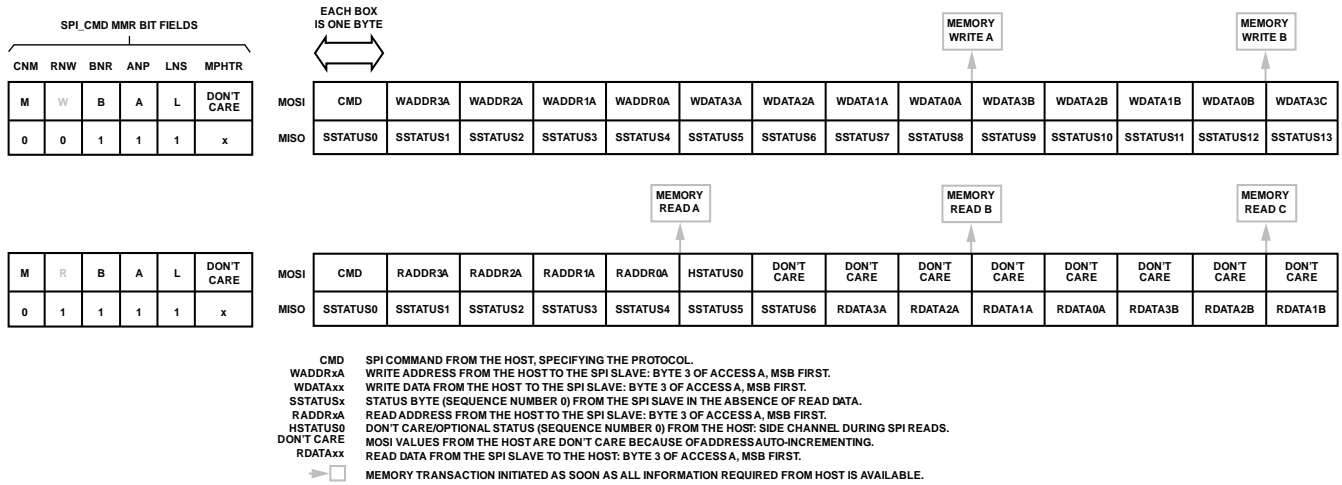 SPI_CMD MMR BIT FIELDS
EACH BOX
IS ONE BYTE
MEMORY
WRITE A
MEMORY
WRITE B
CNM RNW BNR ANP LNS MPHTR
M W B A L DON'T CARE
MOSI CMD WADDR3A WADDR2A WADDR1A WADDR0A WDATA3A WDATA2A WDATA1A WDATA0A WDATA3B WDATA2B WDATA1B WDATA0B WDATA3C
0 0 1 1 1 x
MISO SSTATUS0 SSTATUS1 SSTATUS2 SSTATUS3 SSTATUS4 SSTATUS5 SSTATUS6 SSTATUS7 SSTATUS8 SSTATUS9 SSTATUS10 SSTATUS11 SSTATUS12 SSTATUS13
MEMORY
READ A
MEMORY
READ B
MEMORY
READ C
M R B A L DON'T CARE
MOSI CMD RADDR3A RADDR2A RADDR1A RADDR0A HSTATUS0 DON'T CARE DON'T CARE DON'T CARE DON'T CARE DON'T CARE DON'T CARE DON'T CARE DON'T CARE
0 1 1 1 1 x
MISO SSTATUS0 SSTATUS1 SSTATUS2 SSTATUS3 SSTATUS4 SSTATUS5 SSTATUS6 RDATA3A RDATA2A RDATA1A RDATA0A RDATA3B RDATA2B RDATA1B
CMD SPI COMMAND FROM THE HOST, SPECIFYING THE PROTOCOL.
WADDRxA WRITE ADDRESS FROM THE HOST TO THE SPI SLAVE: BYTE 3 OF ACCESS A, MSB FIRST.
WDATAxx WRITE DATA FROM THE HOST TO THE SPI SLAVE: BYTE 3 OF ACCESS A, MSB FIRST.
SSTATUSx STATUS BYTE (SEQUENCE NUMBER 0) FROM THE SPI SLAVE IN THE ABSENCE OF READ DATA.
RADDRxA READ ADDRESS FROM THE HOST TO THE SPI SLAVE: BYTE 3 OF ACCESS A, MSB FIRST.
HSTATUS0 DON'T CARE/OPTIONAL STATUS (SEQUENCE NUMBER 0) FROM THE HOST: SIDE CHANNEL DURING SPI READS.
DON'T CARE MOSI VALUES FROM THE HOST ARE DON'T CARE BECAUSE OF ADDRESS AUTO-INCREMENTING.
RDATAxx READ DATA FROM THE SPI SLAVE TO THE HOST: BYTE 3 OF ACCESS A, MSB FIRST.
MEMORY TRANSACTION INITIATED AS SOON AS ALL INFORMATION REQUIRED FROM HOST IS AVAILABLE.